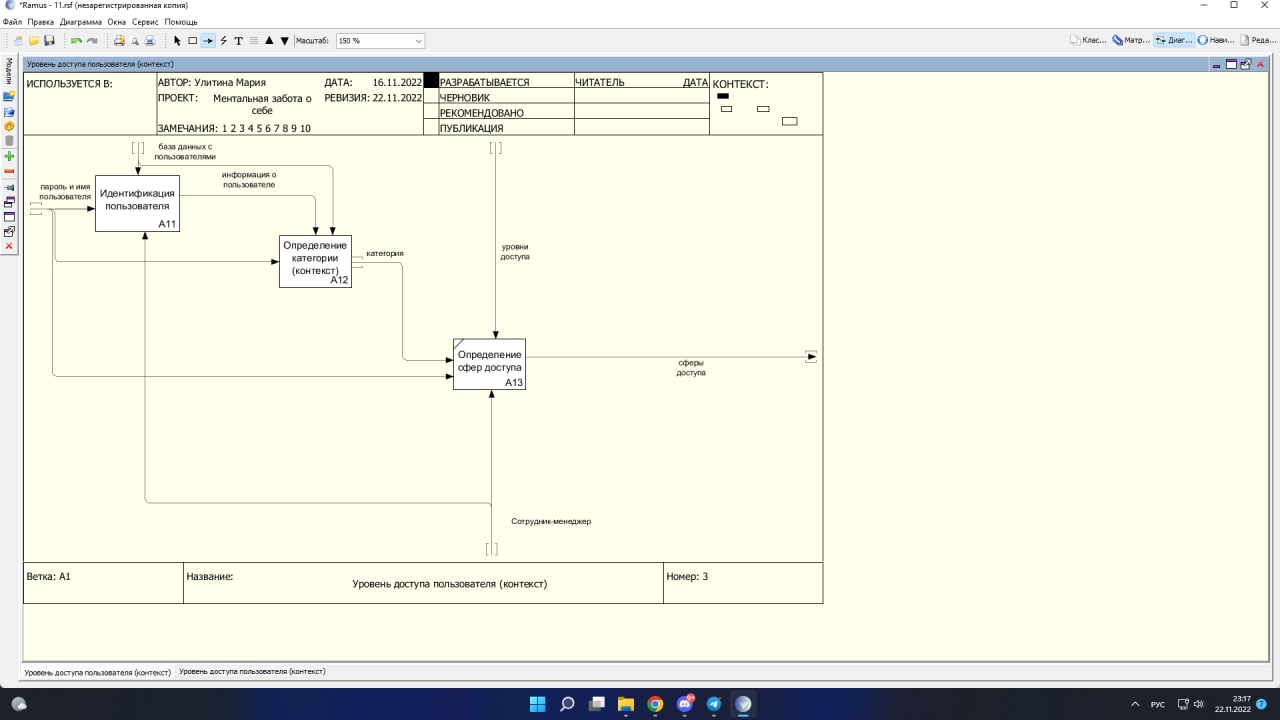 *Ramus - 11.rsf (незарегистрированная копия)
Файл Правка Диаграмма Окна Сервис Помощь
Масштаб: 150 %
Клас... Матр... Диаг... Нави... Реда...
Модели
Уровень доступа пользователя (контекст)
ИСПОЛЬЗУЕТСЯ В:
АВТОР: Улитина Мария
ДАТА: 16.11.2022
ПРОЕКТ: Ментальная забота о
себе
РЕВИЗИЯ: 22.11.2022
ЗАМЕЧАНИЯ: 1 2 3 4 5 6 7 8 9 10
РАЗРАБАТЫВАЕТСЯ
ЧЕРНОВИК
РЕКОМЕНДОВАНО
ПУБЛИКАЦИЯ
ЧИТАТЕЛЬ ДАТА
КОНТЕКСТ:
база данных с
пользователями
пароль и имя
пользователя
Идентификация
пользователя
A11
информация о
пользователе
Определение
категории
(контекст)
A12
категория
уровни
доступа
Определение
сфер доступа
A13
сферы
доступа
Сотрудник-менеджер
Ветка: A1
Название:
Уровень доступа пользователя (контекст)
Номер: 3
Уровень доступа пользователя (контекст)
Уровень доступа пользователя (контекст)
РУС
23:17
22.11.2022